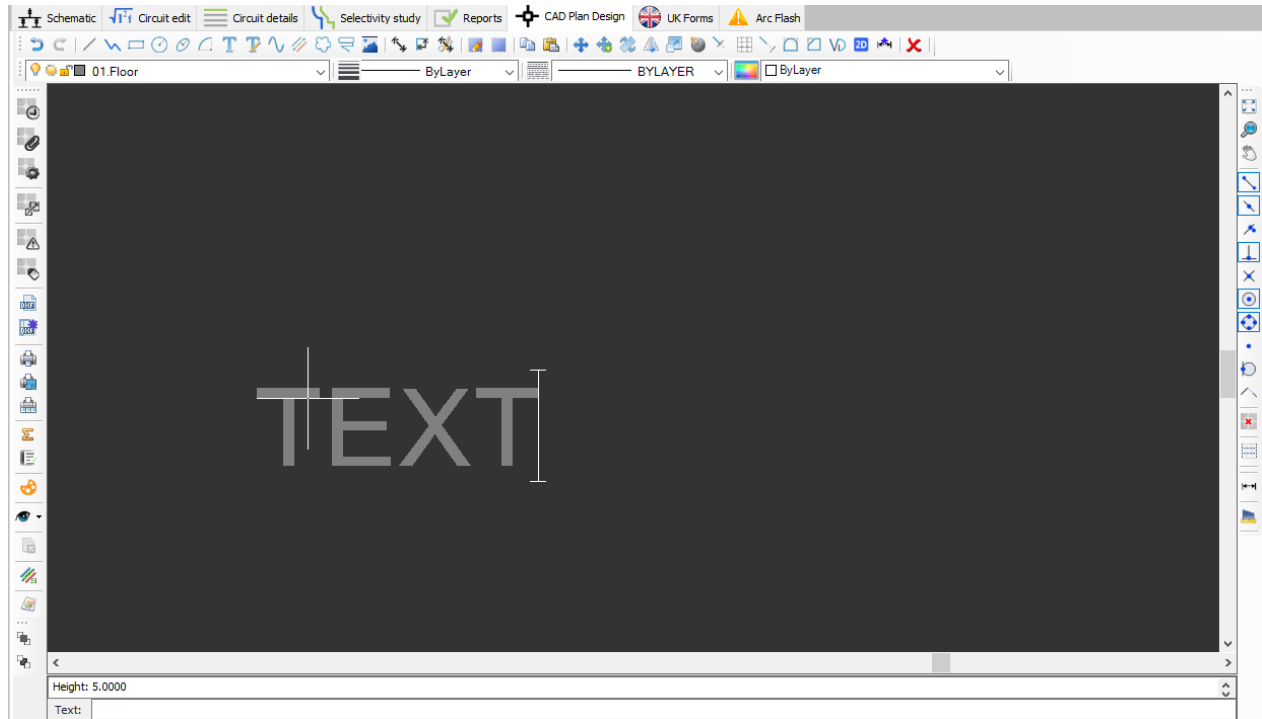 Schematic Circuit edit Circuit details Selectivity study Reports CAD Plan Design UK Forms Arc Flash
01.Floor ByLayer BYLAYER ByLayer
TEXT
Height: 5.0000
Text: